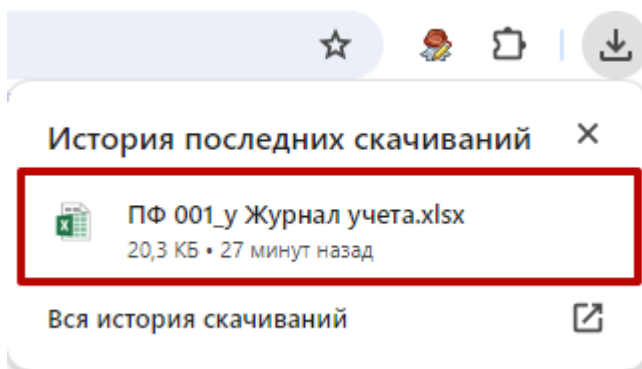 История последних скачиваний
ПФ 001_у Журнал учета.xlsx
20,3 КБ • 27 минут назад
Вся история скачиваний